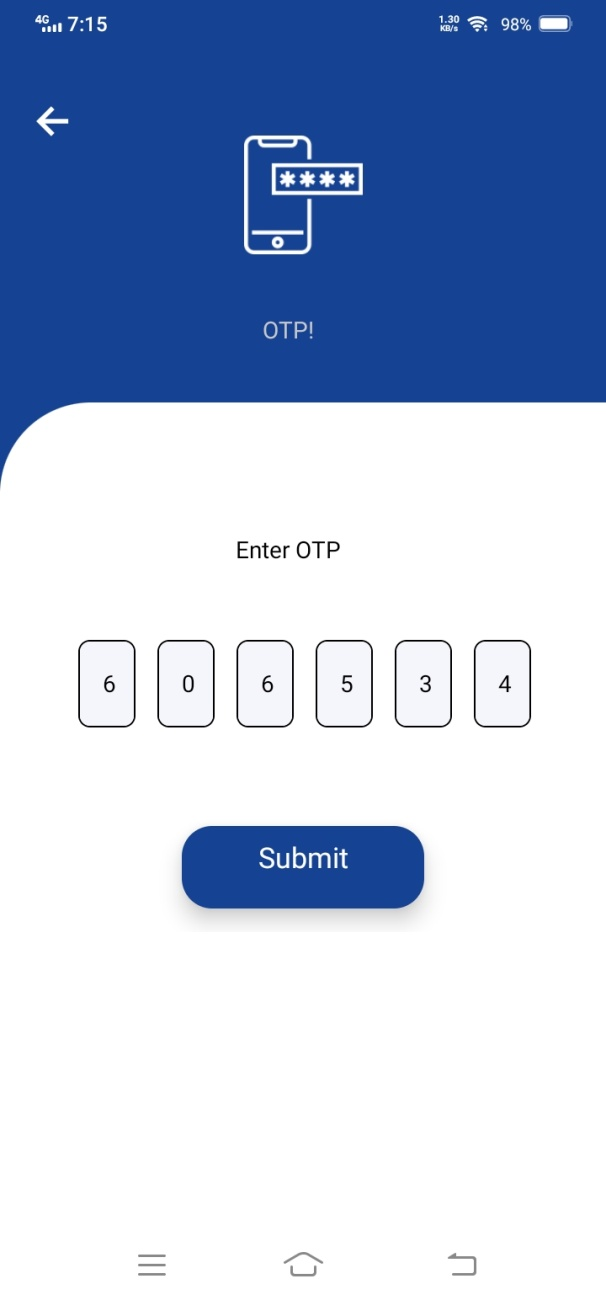 4G 7:15 1.30 KB/s 98%
****
OTP!
Enter OTP
6 0 6 5 3 4
Submit